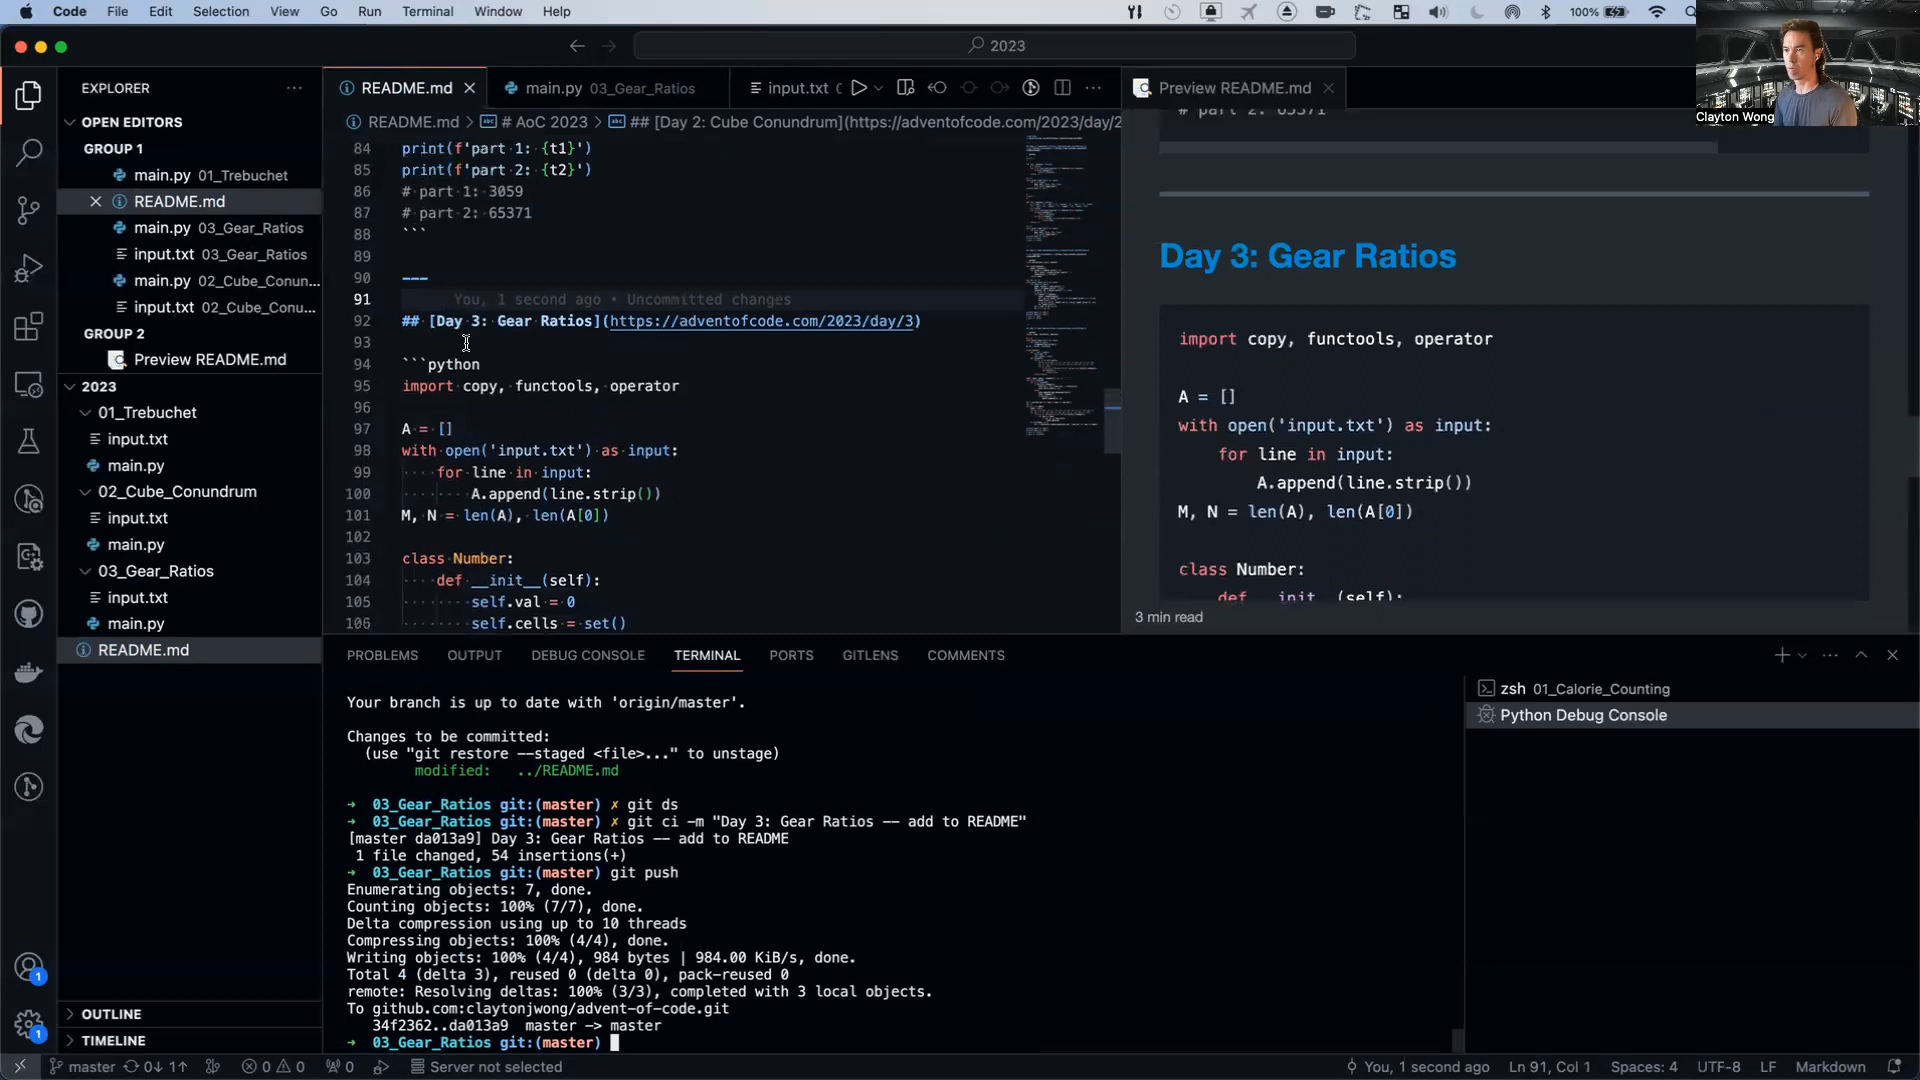 Code File Edit Selection View Go Run Terminal Window Help
100%
2023
Clayton Wong
EXPLORER
OPEN EDITORS
GROUP 1
main.py 01_Trebuchet
README.md
main.py 03_Gear_Ratios
input.txt 03_Gear_Ratios
main.py 02_Cube_Conun...
input.txt 02_Cube_Conu...
GROUP 2
Preview README.md
2023
01_Trebuchet
input.txt
main.py
02_Cube_Conundrum
input.txt
main.py
03_Gear_Ratios
input.txt
main.py
README.md
OUTLINE
TIMELINE
README.md
main.py 03_Gear_Ratios
input.txt
README.md > # AoC 2023 > ## [Day 2: Cube Conundrum](https://adventofcode.com/2023/day/2
84 print(f'part 1: {t1}')
85 print(f'part 2: {t2}')
86 # part 1: 3059
87 # part 2: 65371
88 ```
89
90 ---
91 You, 1 second ago • Uncommitted changes
92 ## [Day 3: Gear Ratios](https://adventofcode.com/2023/day/3)
93
94 ```python
95 import copy, functools, operator
96
97 A = []
98 with open('input.txt') as input:
99 for line in input:
100 A.append(line.strip())
101 M, N = len(A), len(A[0])
102
103 class Number:
104 def __init__(self):
105 self.val = 0
106 self.cells = set()
Preview README.md
# part 2: 65371
Day 3: Gear Ratios
import copy, functools, operator
A = []
with open('input.txt') as input:
for line in input:
A.append(line.strip())
M, N = len(A), len(A[0])
class Number:
def __init__(self):
3 min read
PROBLEMS OUTPUT DEBUG CONSOLE TERMINAL PORTS GITLENS COMMENTS
Your branch is up to date with 'origin/master'.
Changes to be committed:
(use "git restore --staged <file>..." to unstage)
modified: ../README.md
➜ 03_Gear_Ratios git:(master) ✗ git ds
➜ 03_Gear_Ratios git:(master) ✗ git ci -m "Day 3: Gear Ratios -- add to README"
[master da013a9] Day 3: Gear Ratios -- add to README
1 file changed, 54 insertions(+)
➜ 03_Gear_Ratios git:(master) git push
Enumerating objects: 7, done.
Counting objects: 100% (7/7), done.
Delta compression using up to 10 threads
Compressing objects: 100% (4/4), done.
Writing objects: 100% (4/4), 984 bytes | 984.00 KiB/s, done.
Total 4 (delta 3), reused 0 (delta 0), pack-reused 0
remote: Resolving deltas: 100% (3/3), completed with 3 local objects.
To github.com:claytonjwong/advent-of-code.git
34f2362..da013a9 master -> master
➜ 03_Gear_Ratios git:(master)
zsh 01_Calorie_Counting
Python Debug Console
1
1
master 0↓ 1↑ 0 0 0 Server not selected
You, 1 second ago Ln 91, Col 1 Spaces: 4 UTF-8 LF Markdown